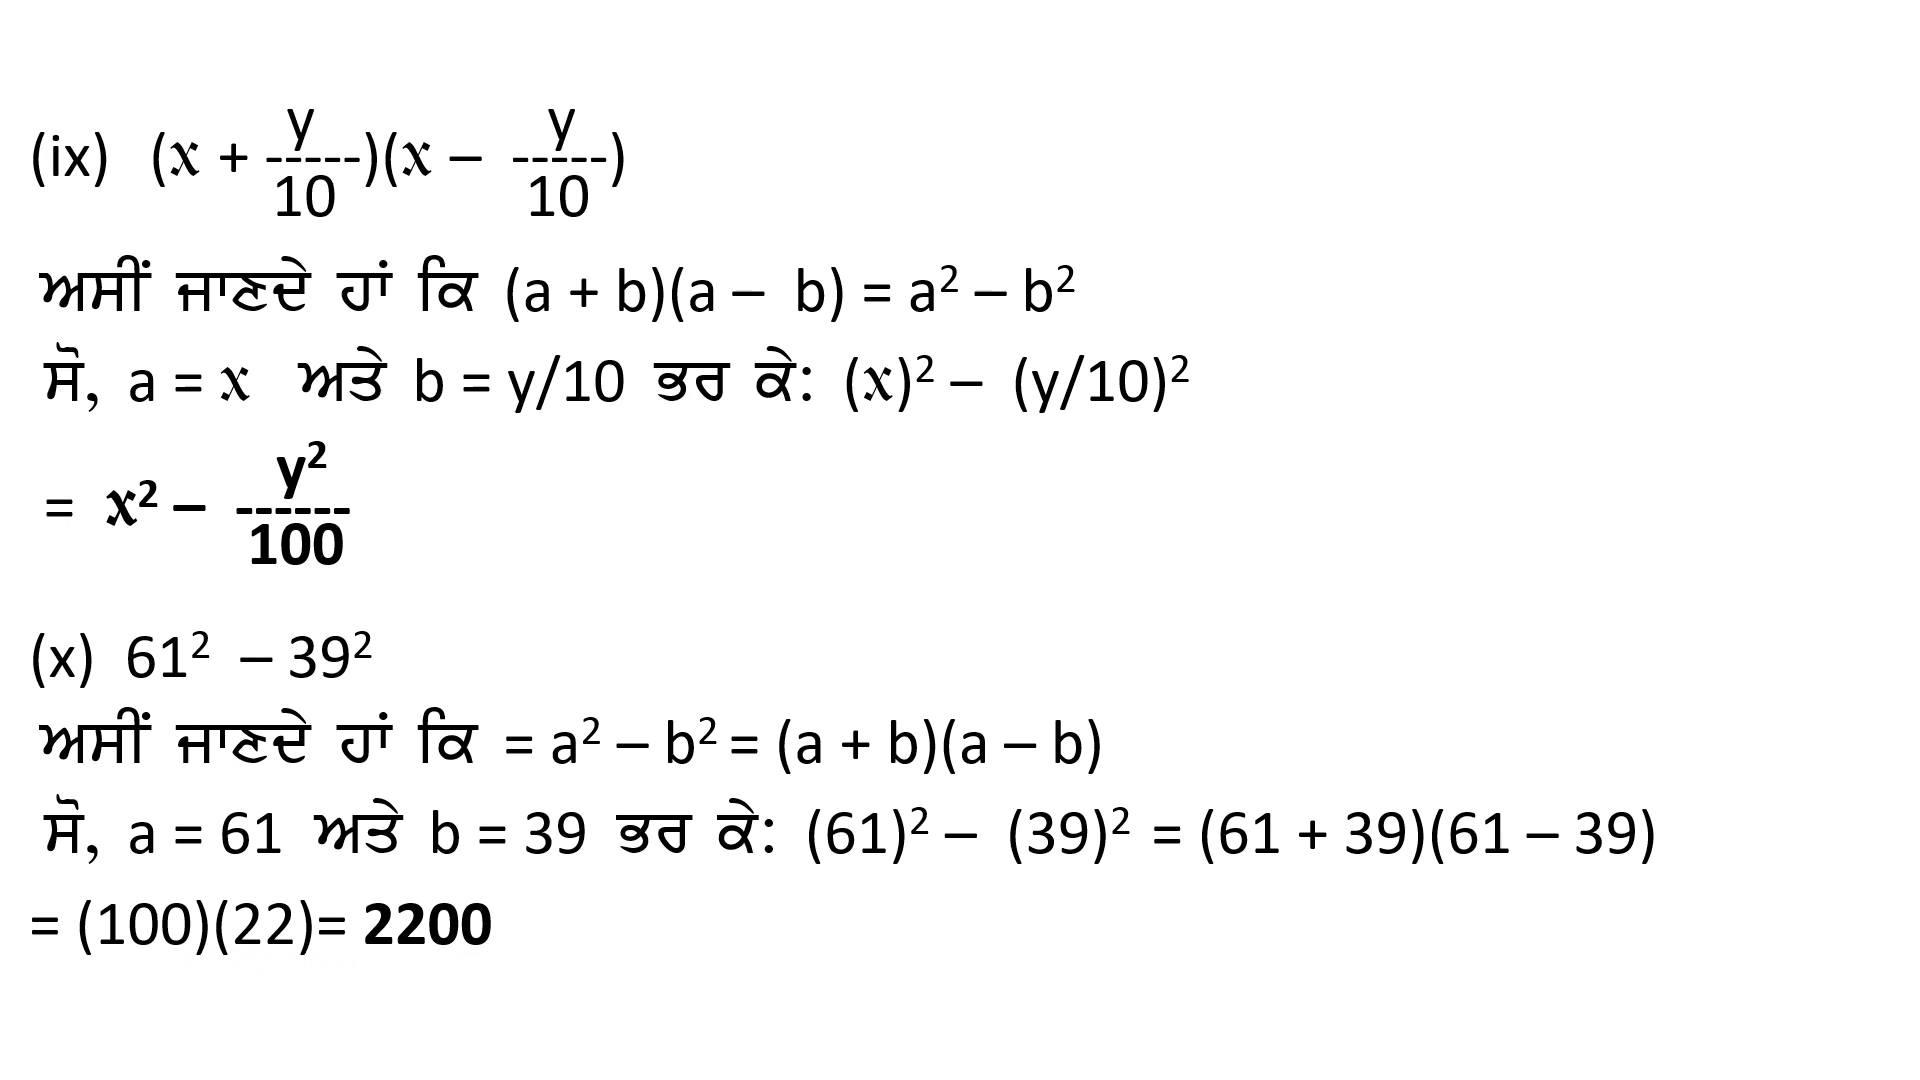 (ix) (x + y/10)(x – y/10)
ਅਸੀਂ ਜਾਣਦੇ ਹਾਂ ਕਿ (a + b)(a – b) = a² – b²
ਸੋ, a = x ਅਤੇ b = y/10 ਭਰ ਕੇ: (x)² – (y/10)²
= x² – y²/100
(x) 61² – 39²
ਅਸੀਂ ਜਾਣਦੇ ਹਾਂ ਕਿ = a² – b² = (a + b)(a – b)
ਸੋ, a = 61 ਅਤੇ b = 39 ਭਰ ਕੇ: (61)² – (39)² = (61 + 39)(61 – 39)
= (100)(22)= 2200